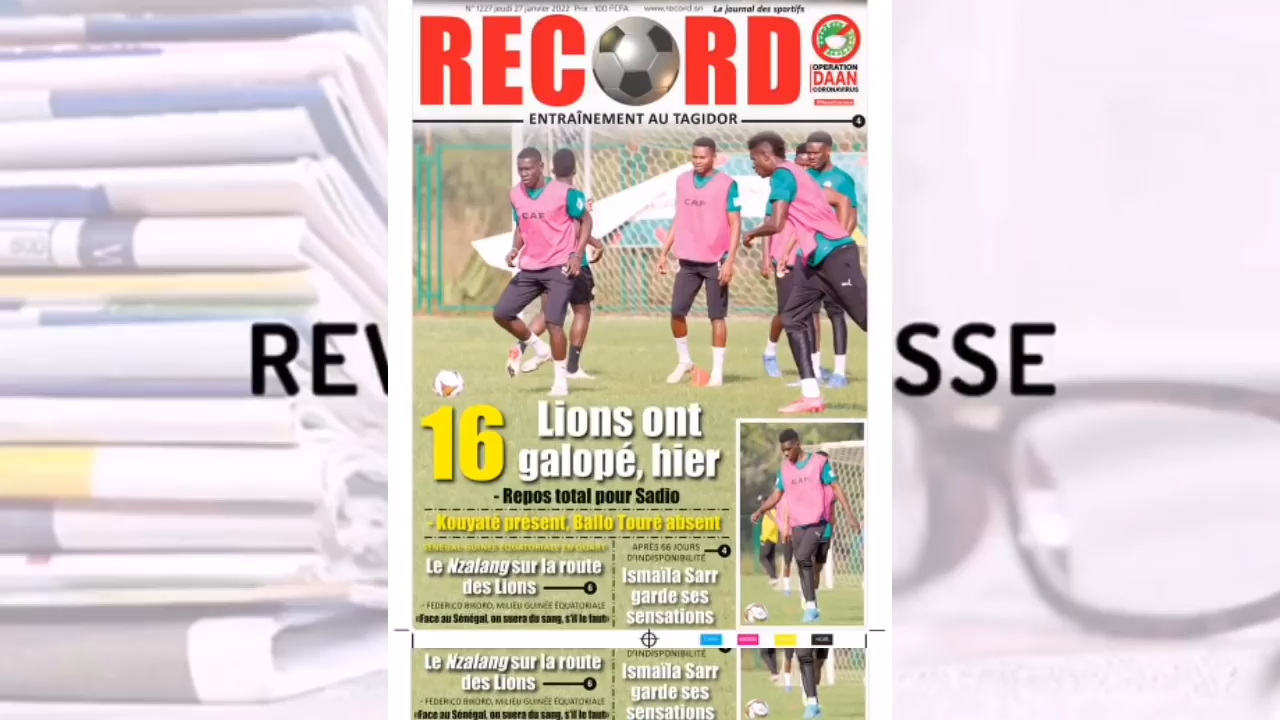 N° 1227 jeudi 27 janvier 2022 Prix : 100 FCFA www.record.sn Le journal des sportifs
RECORD
OPERATION
DAAN
CORONAVIRUS
ENTRAÎNEMENT AU TAGIDOR 4
CAF
CAF
REV
SSE
16 Lions ont
galopé, hier
- Repos total pour Sadio
- Kouyaté présent, Ballo Touré absent
SÉNÉGAL-GUINÉE ÉQUATORIALE EN QUART
Le Nzalang sur la route
des Lions 6
- FEDERICO BIKORO, MILIEU GUINÉE ÉQUATORIALE
«Face au Sénégal, on suera du sang, s'il le faut»
APRÈS 66 JOURS 4
D'INDISPONIBILITÉ
Ismaïla Sarr
garde ses
sensations
CAF
Le Nzalang sur la route
des Lions 6
- FEDERICO BIKORO, MILIEU GUINÉE ÉQUATORIALE
«Face au Sénégal, on suera du sang, s'il le faut»
D'INDISPONIBILITÉ
Ismaïla Sarr
garde ses
sensations